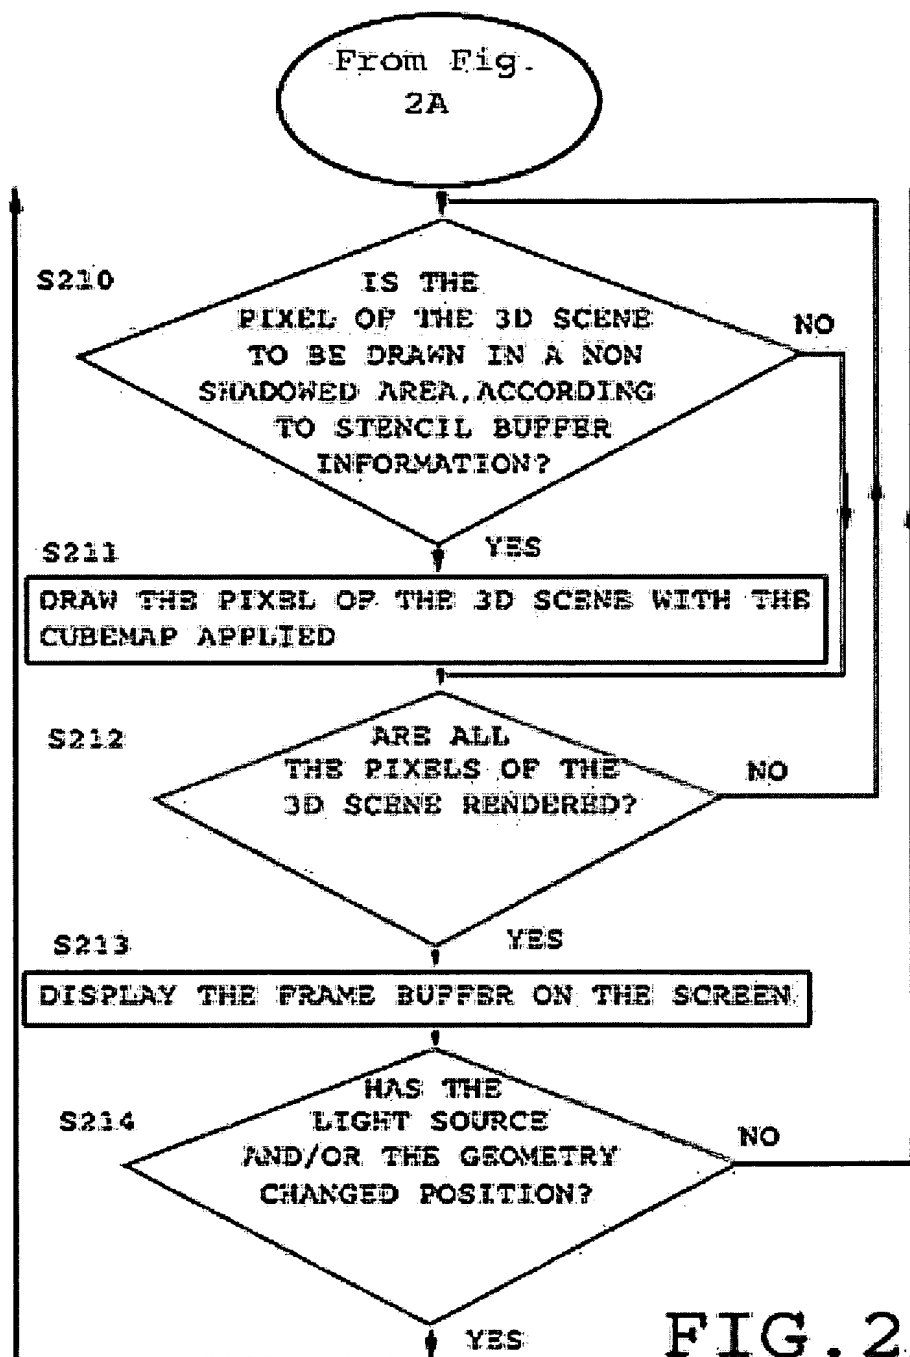 From Fig.
2A
S210
IS THE
PIXEL OF THE 3D SCENE
TO BE DRAWN IN A NON
SHADOWED AREA, ACCORDING
TO STENCIL BUFFER
INFORMATION?
NO
YES
S211
DRAW THE PIXEL OF THE 3D SCENE WITH THE
CUBEMAP APPLIED
S212
ARE ALL
THE PIXELS OF THE
3D SCENE RENDERED?
NO
YES
S213
DISPLAY THE FRAME BUFFER ON THE SCREEN
S214
HAS THE
LIGHT SOURCE
AND/OR THE GEOMETRY
CHANGED POSITION?
NO
YES
FIG.2